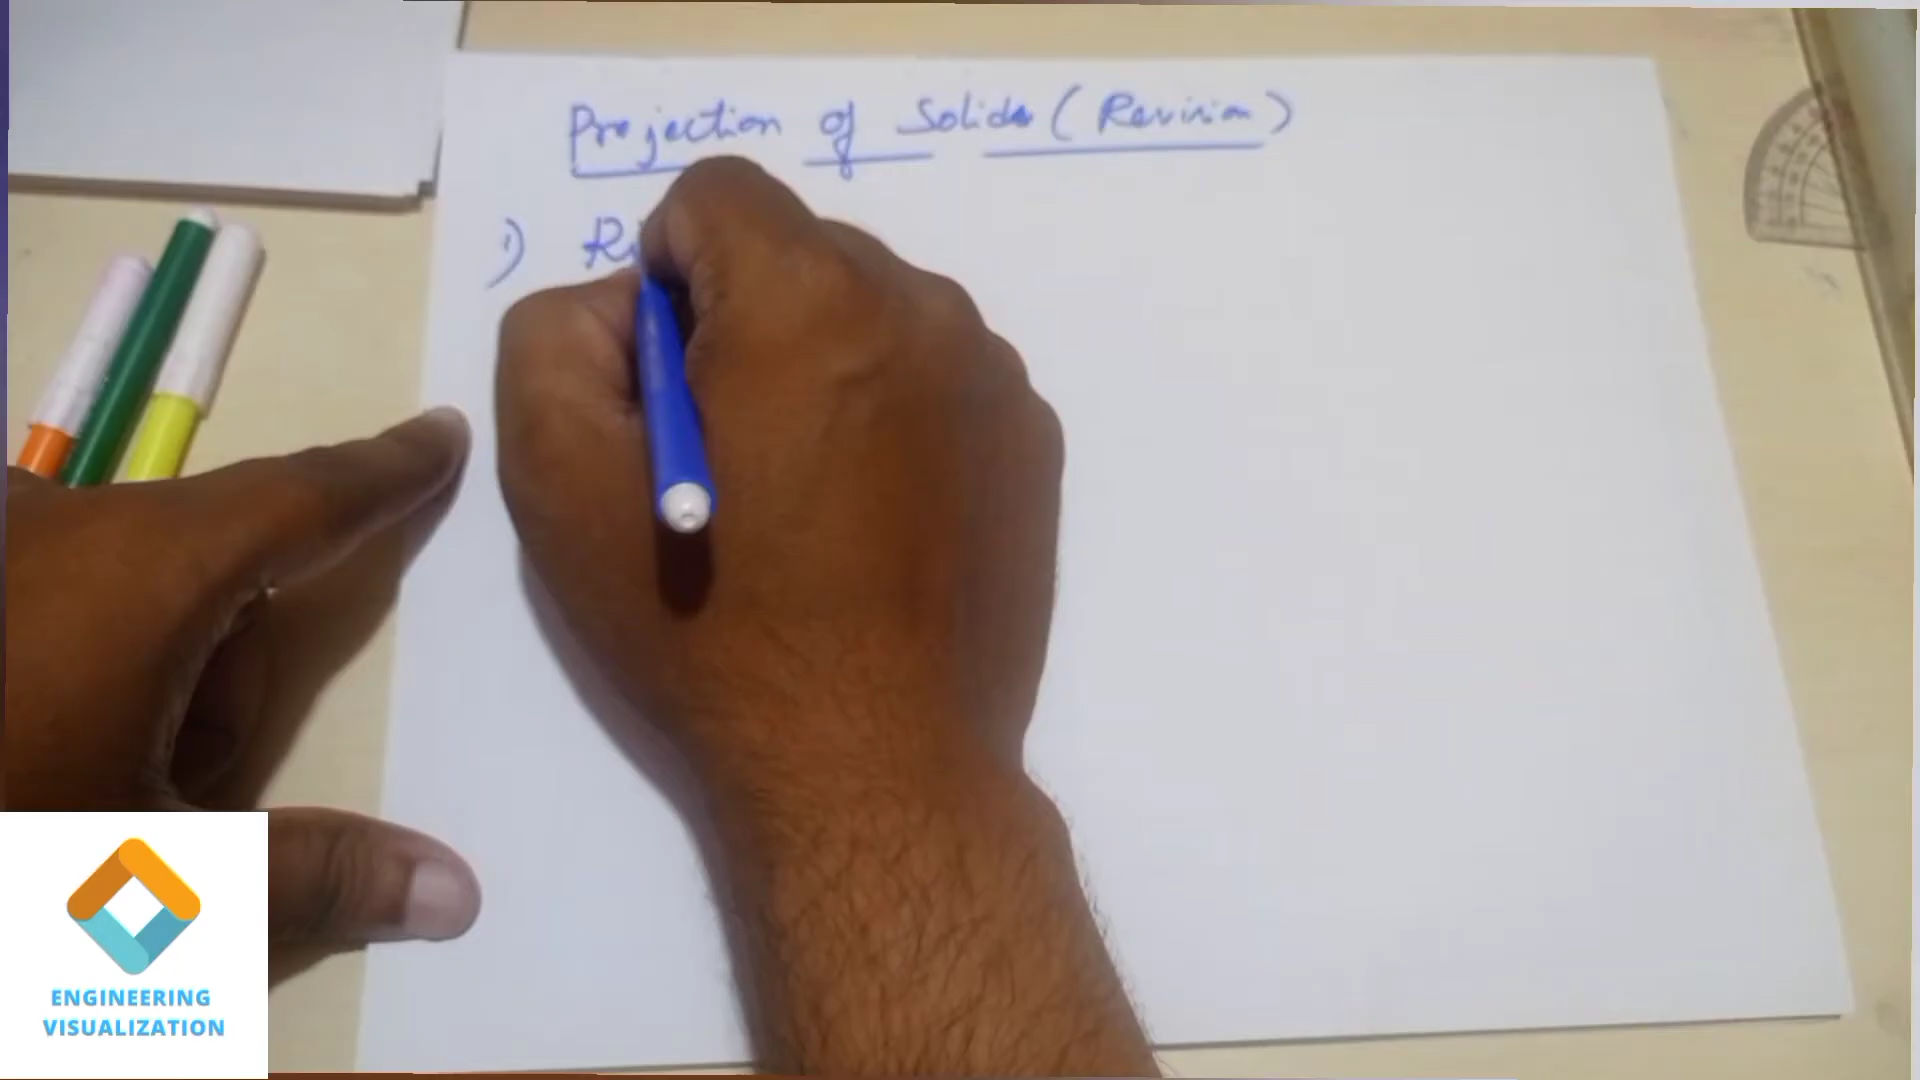 Projection of Solids (Revision)
1)
ENGINEERING
VISUALIZATION